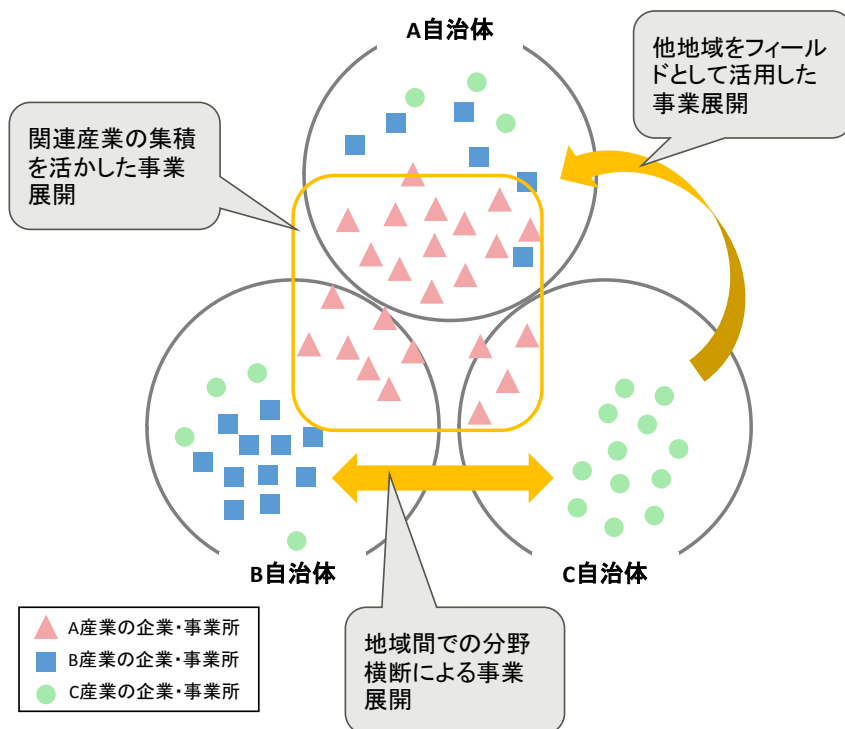 A自治体
他地域をフィール
ドとして活用した
事業展開
関連産業の集積
を活かした事業
展開
B自治体
C自治体
A産業の企業・事業所
B産業の企業・事業所
C産業の企業・事業所
地域間での分野
横断による事業
展開